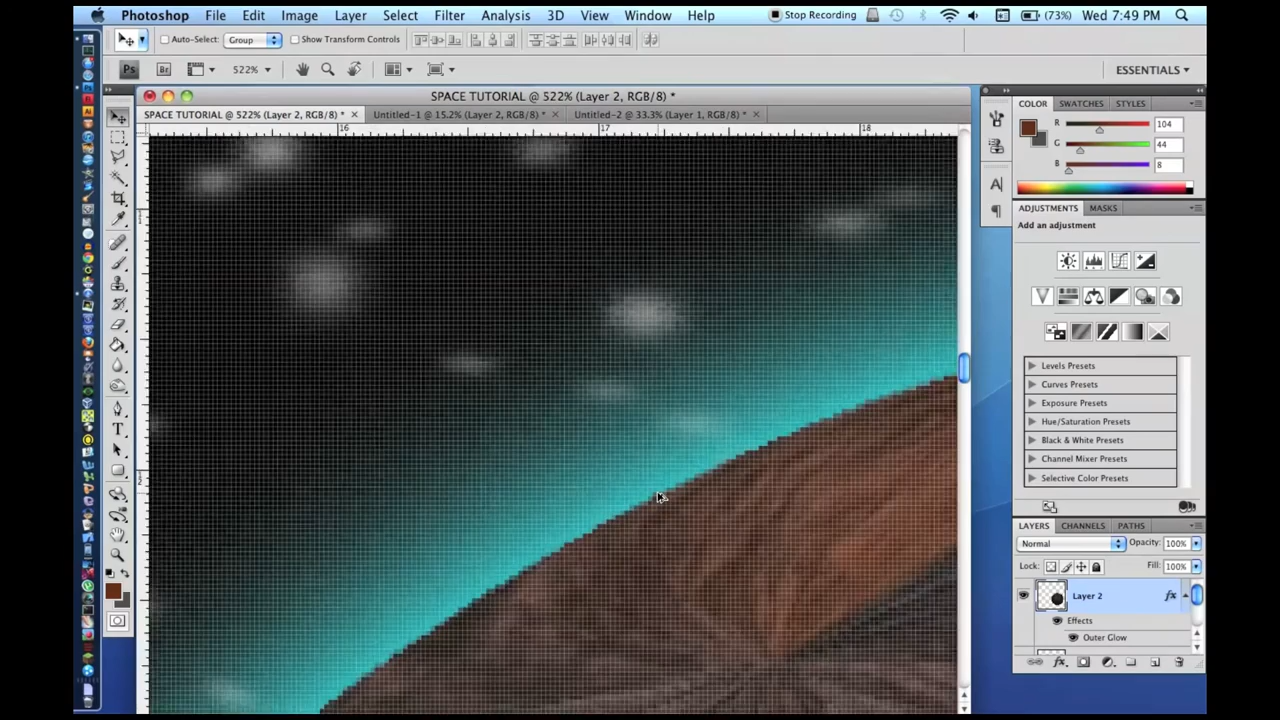 Photoshop File Edit Image Layer Select Filter Analysis 3D View Window Help Stop Recording (73%) Wed 7:49 PM
Auto-Select: Group Show Transform Controls
Ps Br 522% ESSENTIALS
SPACE TUTORIAL @ 522% (Layer 2, RGB/8) *
SPACE TUTORIAL @ 522% (Layer 2, RGB/8) * Untitled-1 @ 15.2% (Layer 2, RGB/8) * Untitled-2 @ 33.3% (Layer 1, RGB/8) *
16 17 18
COLOR SWATCHES STYLES
R 104
G 44
B 8
ADJUSTMENTS MASKS
Add an adjustment
Levels Presets
Curves Presets
Exposure Presets
Hue/Saturation Presets
Black & White Presets
Channel Mixer Presets
Selective Color Presets
LAYERS CHANNELS PATHS
Normal Opacity: 100%
Lock: Fill: 100%
Layer 2 fx
Effects
Outer Glow